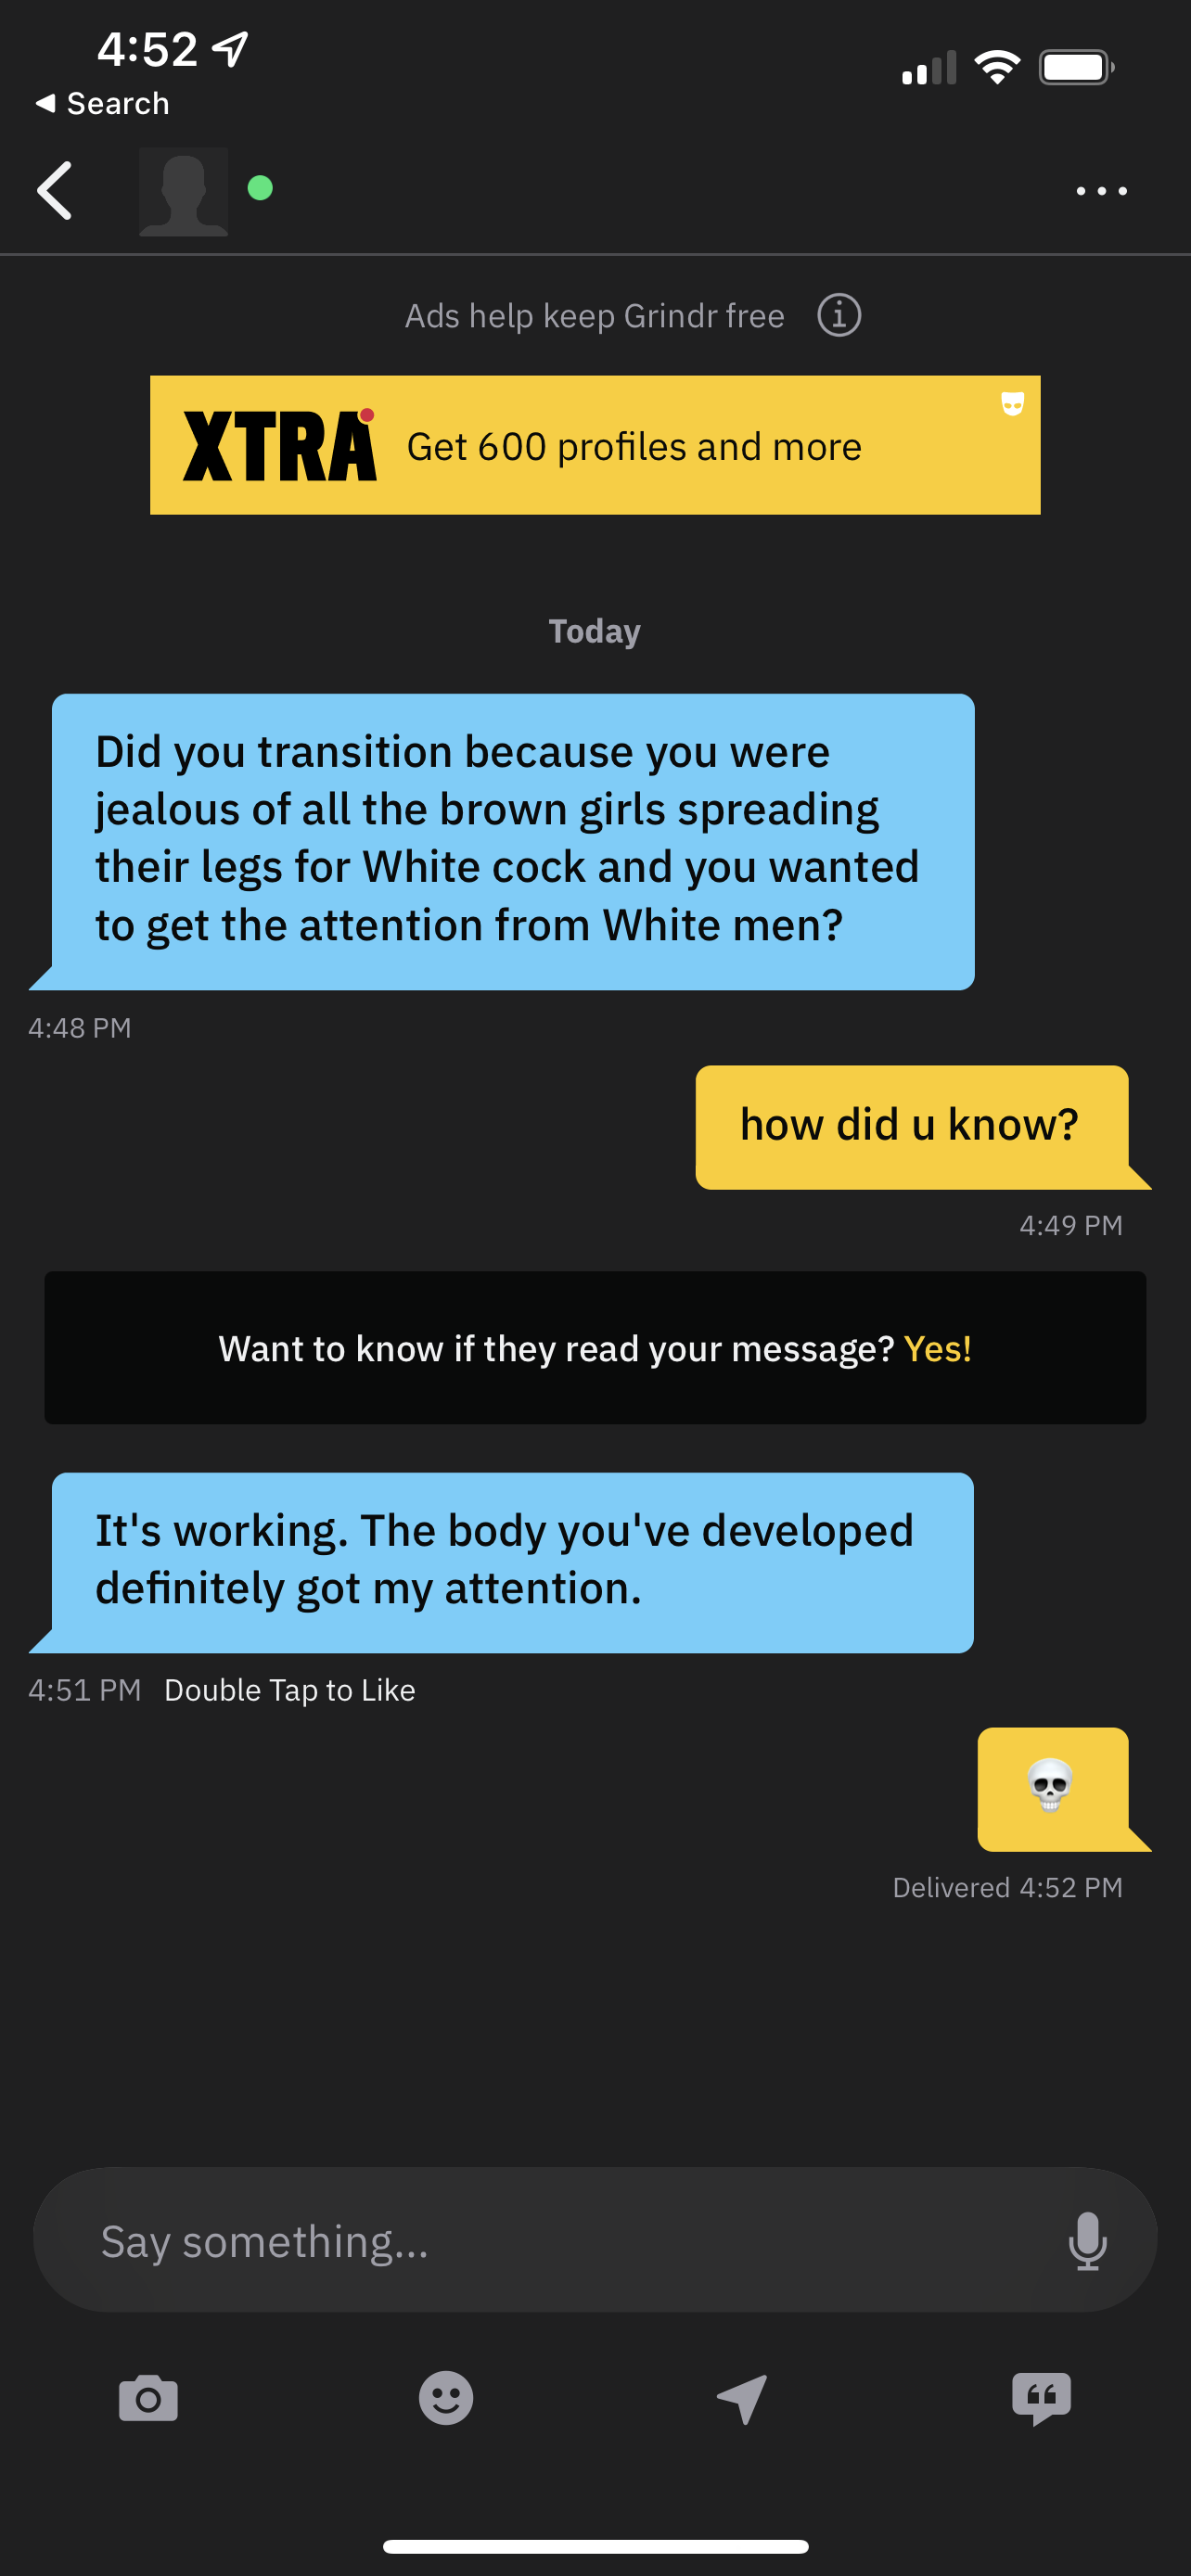 4:52
Search
Ads help keep Grindr free
XTRA Get 600 profiles and more
Today
Did you transition because you were
jealous of all the brown girls spreading
their legs for White cock and you wanted
to get the attention from White men?
4:48 PM
how did u know?
4:49 PM
Want to know if they read your message? Yes!
It's working. The body you've developed
definitely got my attention.
4:51 PM Double Tap to Like
💀
Delivered 4:52 PM
Say something...